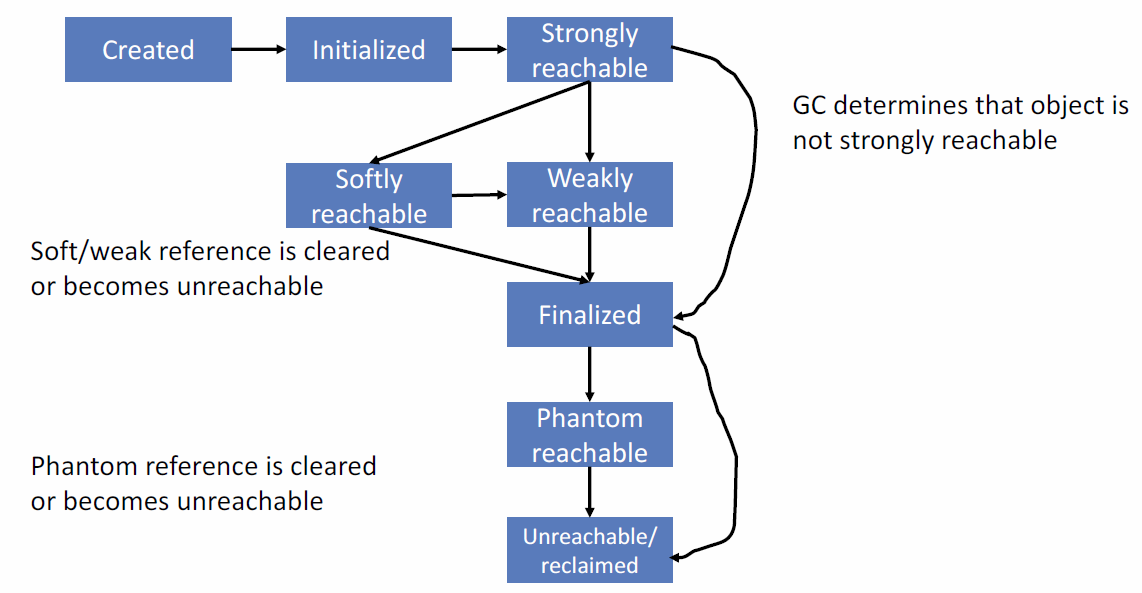 Created
Initialized
Strongly
reachable
GC determines that object is
not strongly reachable
Softly
reachable
Weakly
reachable
Soft/weak reference is cleared
or becomes unreachable
Finalized
Phantom
reachable
Phantom reference is cleared
or becomes unreachable
Unreachable/
reclaimed